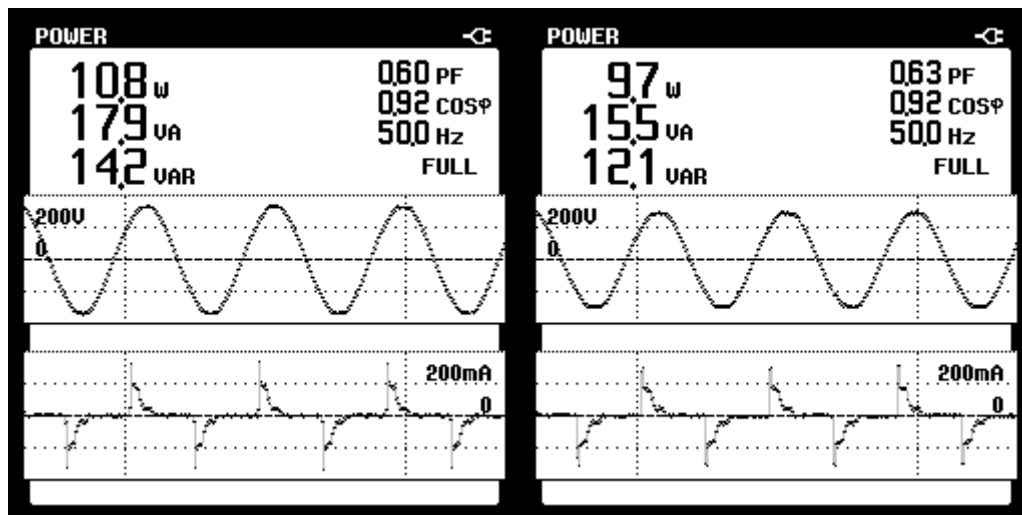 POWER
10.8 W
17.9 VA
14.2 VAR
0.60 PF
0.92 COSφ
50.0 Hz
FULL
200V
0
200mA
0
POWER
9.7 W
15.5 VA
12.1 VAR
0.63 PF
0.92 COSφ
50.0 Hz
FULL
200V
0
200mA
0